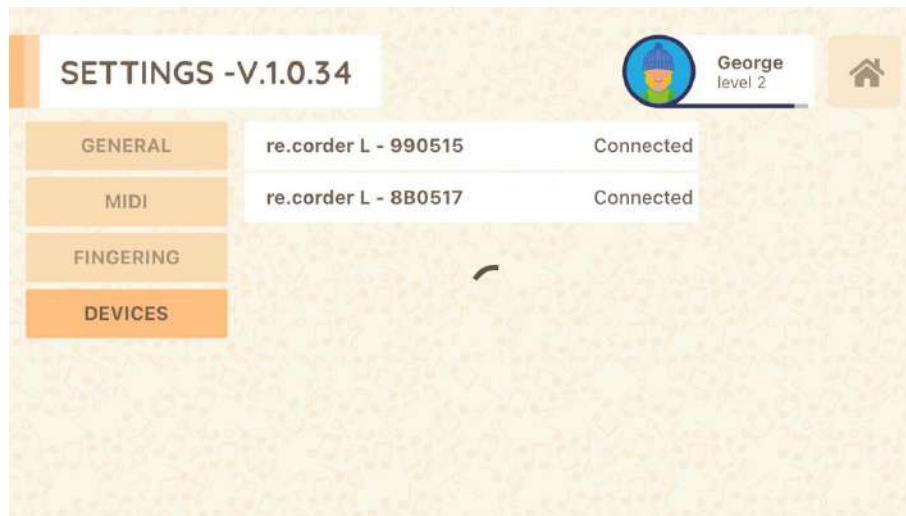 SETTINGS -V.1.0.34
George
level 2
GENERAL
re.corder L - 990515 Connected
MIDI
re.corder L - 8B0517 Connected
FINGERING
DEVICES